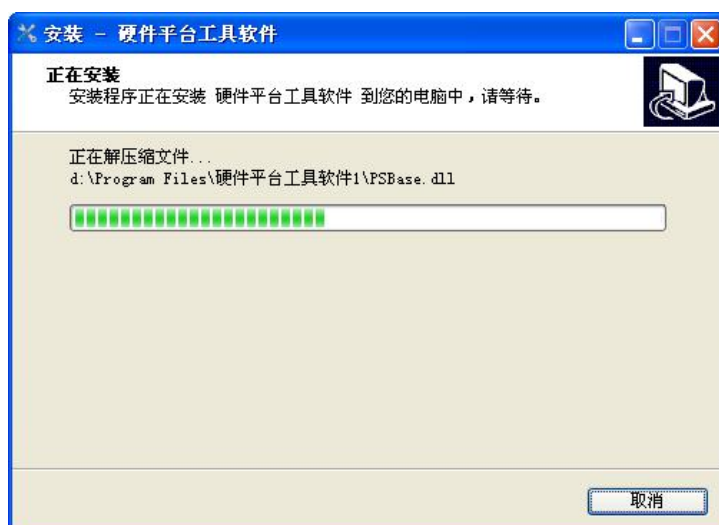 安装 - 硬件平台工具软件
正在安装
安装程序正在安装 硬件平台工具软件 到您的电脑中，请等待。
正在解压缩文件...
d:\Program Files\硬件平台工具软件1\PSBase.dll
取消